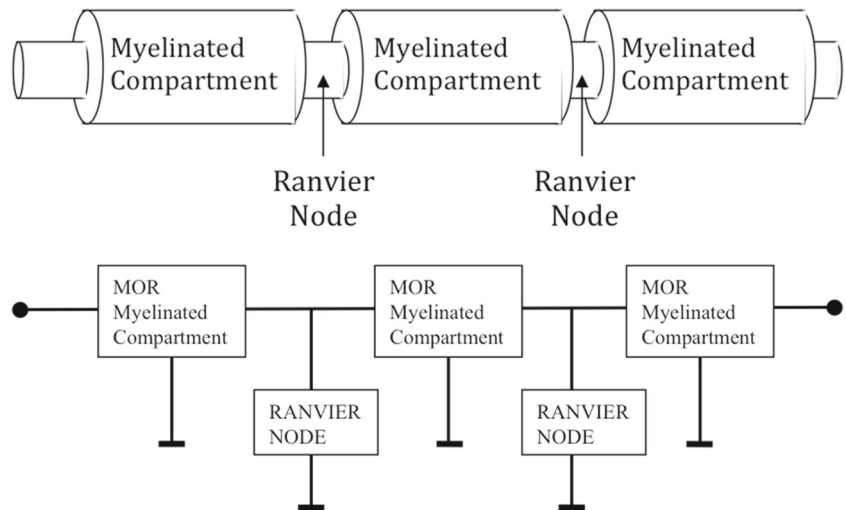 Myelinated
Compartment
Myelinated
Compartment
Myelinated
Compartment
Ranvier
Node
Ranvier
Node
MOR
Myelinated
Compartment
MOR
Myelinated
Compartment
MOR
Myelinated
Compartment
RANVIER
NODE
RANVIER
NODE